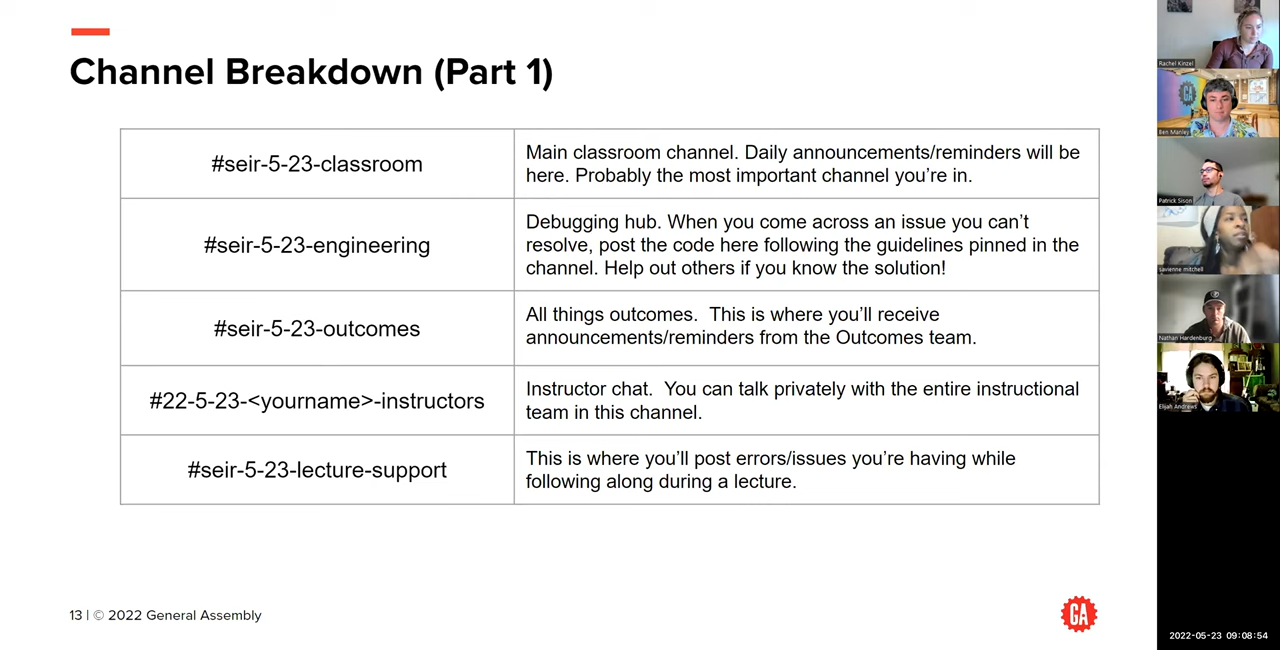 Channel Breakdown (Part 1)
#seir-5-23-classroom
Main classroom channel. Daily announcements/reminders will be
here. Probably the most important channel you're in.
#seir-5-23-engineering
Debugging hub. When you come across an issue you can't
resolve, post the code here following the guidelines pinned in the
channel. Help out others if you know the solution!
#seir-5-23-outcomes
All things outcomes.  This is where you'll receive
announcements/reminders from the Outcomes team.
#22-5-23-<yourname>-instructors
Instructor chat.  You can talk privately with the entire instructional
team in this channel.
#seir-5-23-lecture-support
This is where you'll post errors/issues you're having while
following along during a lecture.
13 | © 2022 General Assembly
GA
Rachel Kinzel
GA
Ben Manley
Patrick Sison
savienne mitchell
Nathan Hardenburg
Elijah Andrews
2022-05-23 09:08:54